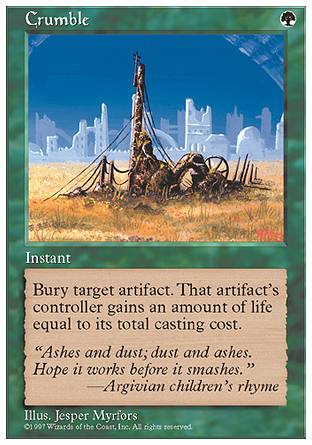 Crumble
Instant
Bury target artifact. That artifact's
controller gains an amount of life
equal to its total casting cost.
"Ashes and dust; dust and ashes.
Hope it works before it smashes."
—Argivian children's rhyme
Illus. Jesper Myrfors
©1997 Wizards of the Coast, Inc. All rights reserved.